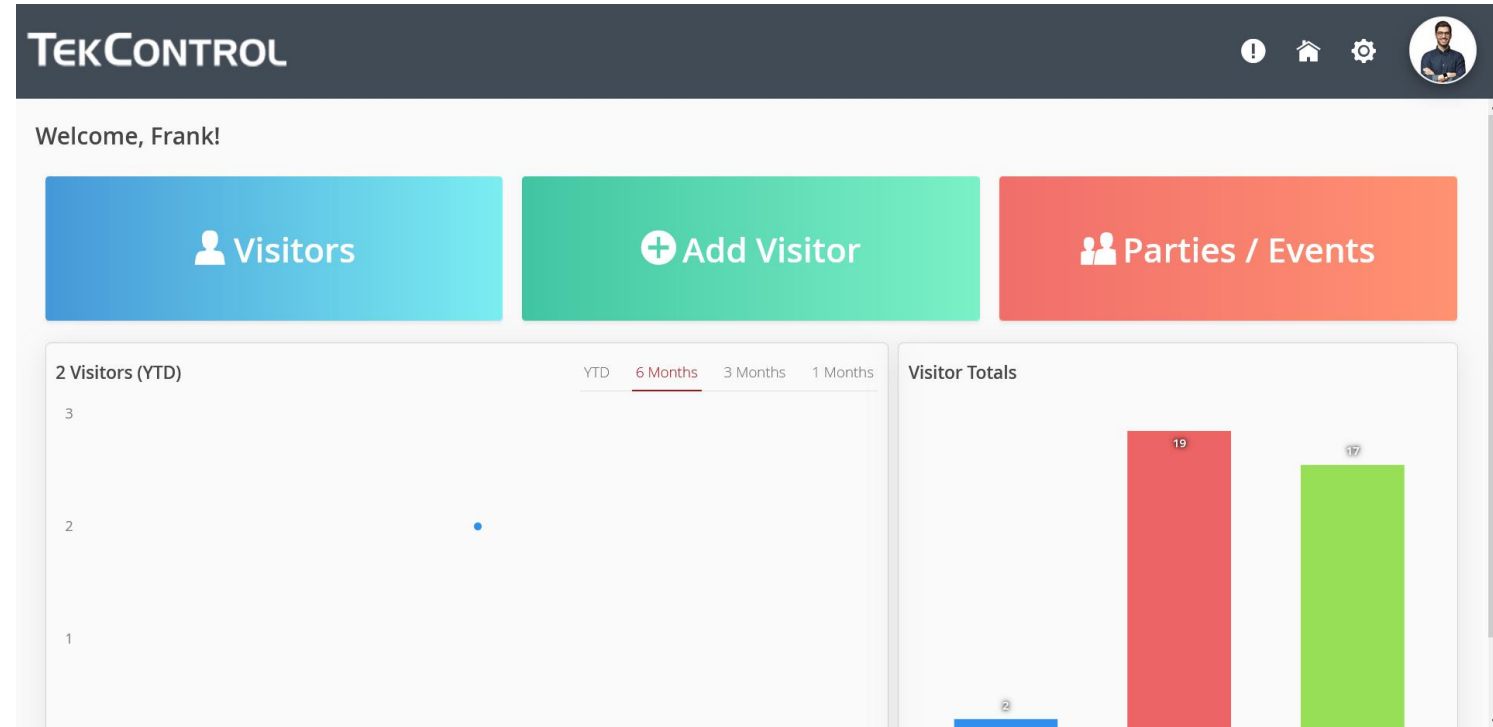 TEKCONTROL
Welcome, Frank!
Visitors
Add Visitor
Parties / Events
2 Visitors (YTD)
YTD 6 Months 3 Months 1 Months
3
2
1
Visitor Totals
19
17
2